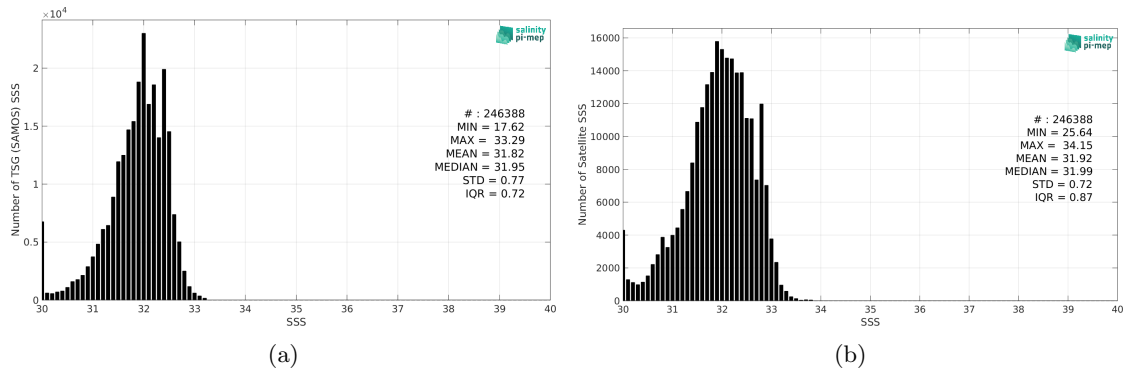 ×10⁴
Number of TSG (SAMOS) SSS
2
1.5
1
0.5
0
30 31 32 33 34 35 36 37 38 39 40
SSS
salinity
pi-mep
# : 246388
MIN = 17.62
MAX = 33.29
MEAN = 31.82
MEDIAN = 31.95
STD = 0.77
IQR = 0.72
(a)
Number of Satellite SSS
16000
14000
12000
10000
8000
6000
4000
2000
0
30 31 32 33 34 35 36 37 38 39 40
SSS
salinity
pi-mep
# : 246388
MIN = 25.64
MAX = 34.15
MEAN = 31.92
MEDIAN = 31.99
STD = 0.72
IQR = 0.87
(b)